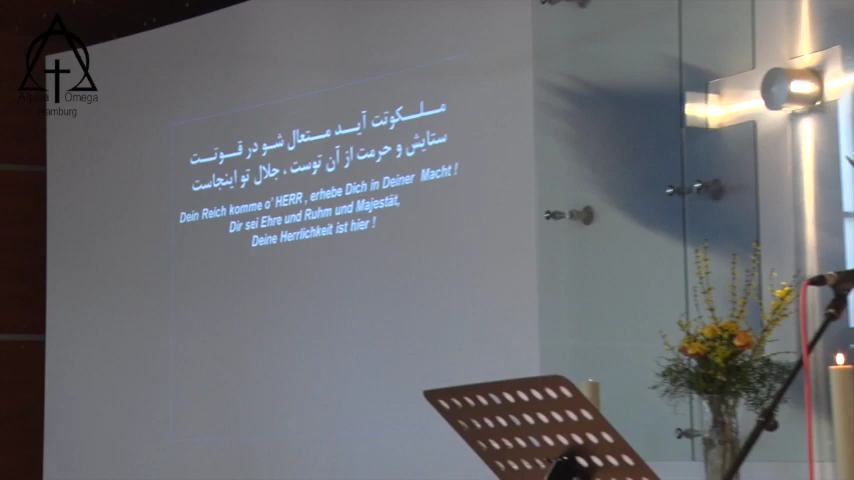 Alpha Omega
Hamburg
ملکوتت آید متعال شو در قوتت
ستایش و حرمت از آن توست ، جلال تو اینجاست
Dein Reich komme o' HERR , erhebe Dich in Deiner Macht !
Dir sei Ehre und Ruhm und Majestät,
Deine Herrlichkeit ist hier !